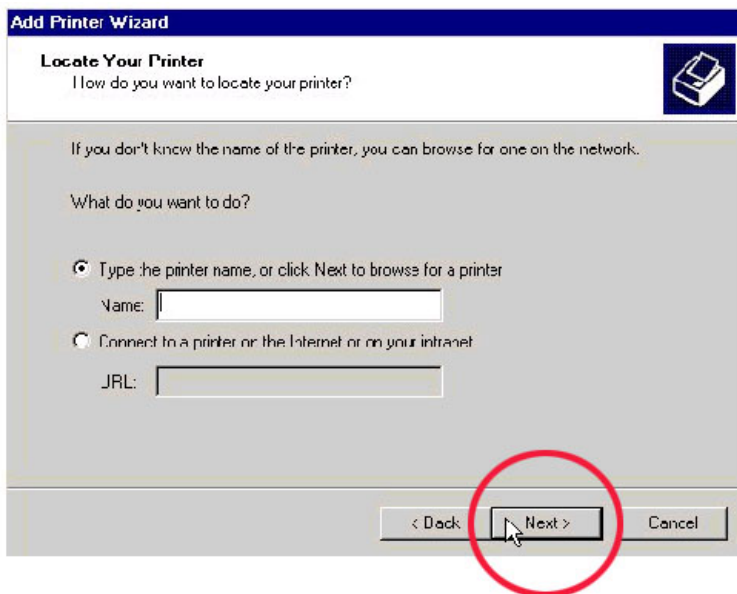 Add Printer Wizard
Locate Your Printer
How do you want to locate your printer?
If you don't know the name of the printer, you can browse for one on the network.
What do you want to do?
Type the printer name, or click Next to browse for a printer
Name:
Connect to a printer on the Internet or on your intranet
URL:
< Back
Next >
Cancel